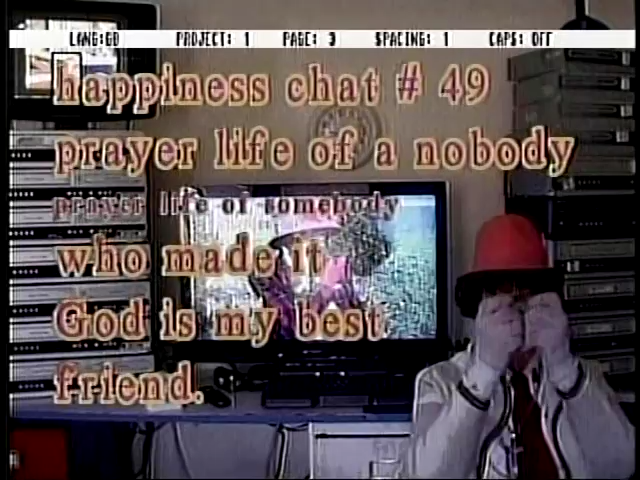 LANG:GD PROJECT: 1 PAGE: 3 SPACING: 1 CAPS: OFF
happiness chat # 49
prayer life of a nobody
prayer life of somebody
who made it
God is my best
friend.